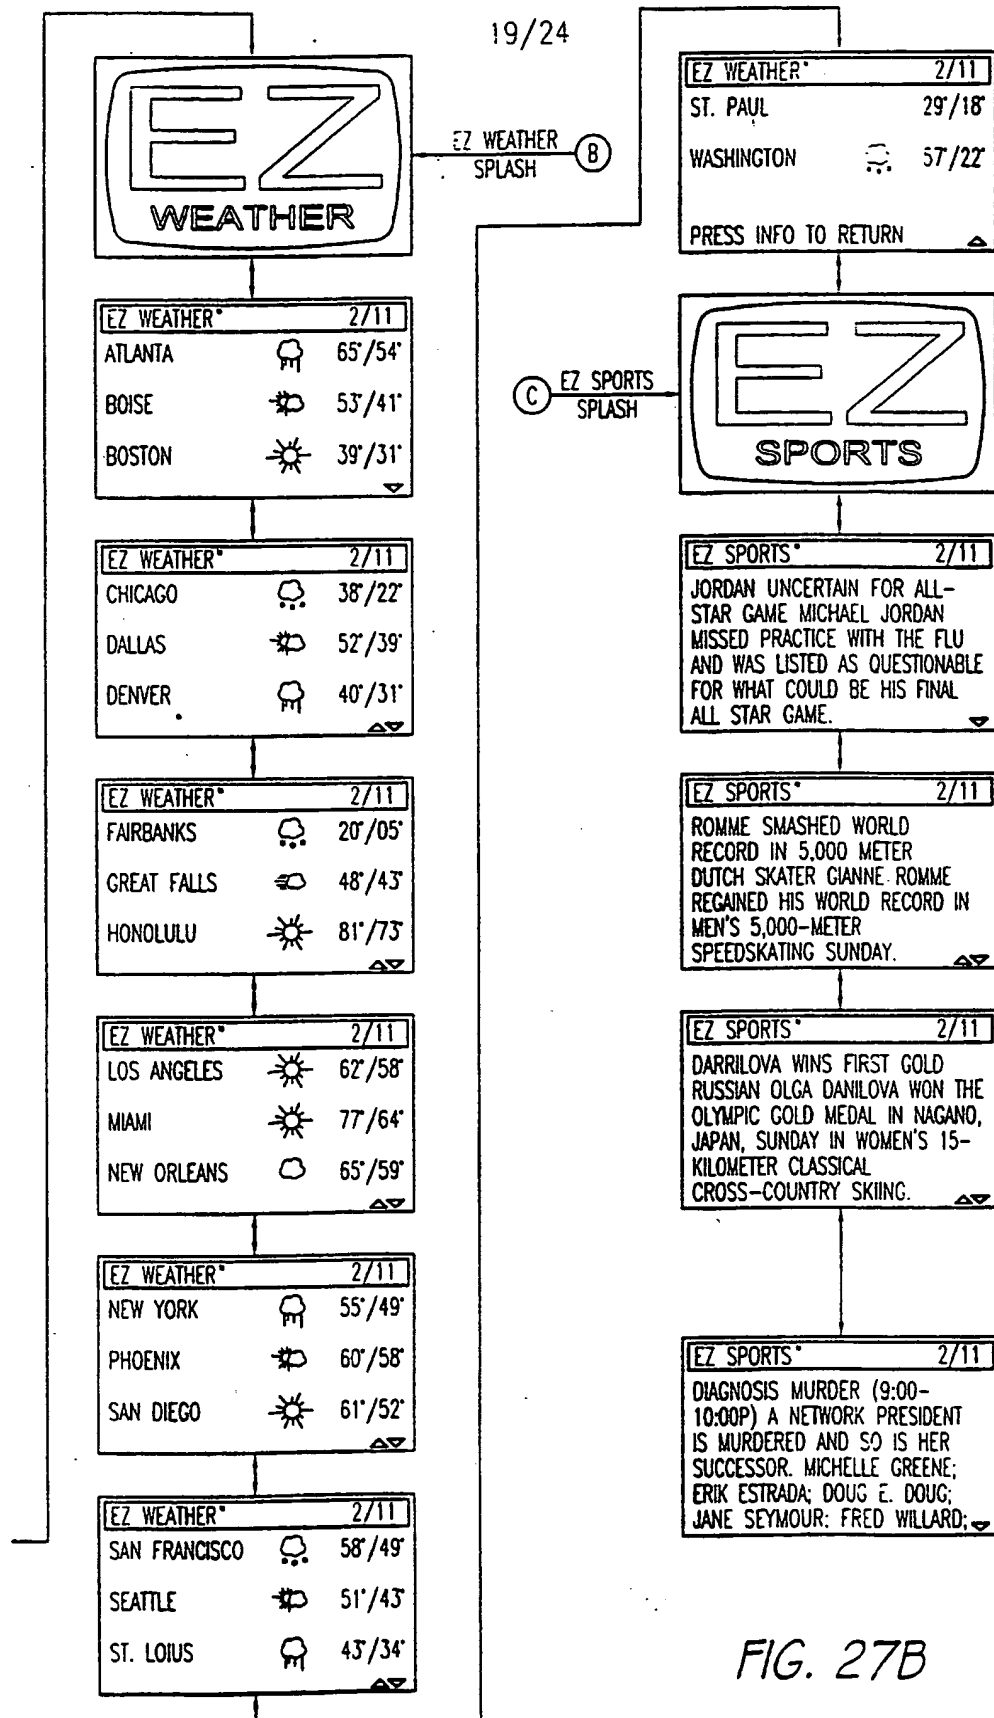 19/24
EZ
WEATHER
EZ WEATHER
SPLASH
B
EZ WEATHER° 2/11
ATLANTA 65°/54°
BOISE 53°/41°
BOSTON 39°/31°
EZ WEATHER° 2/11
CHICAGO 38°/22°
DALLAS 52°/39°
DENVER 40°/31°
EZ WEATHER° 2/11
FAIRBANKS 20°/05°
GREAT FALLS 48°/43°
HONOLULU 81°/73°
EZ WEATHER° 2/11
LOS ANGELES 62°/58°
MIAMI 77°/64°
NEW ORLEANS 65°/59°
EZ WEATHER° 2/11
NEW YORK 55°/49°
PHOENIX 60°/58°
SAN DIEGO 61°/52°
EZ WEATHER° 2/11
SAN FRANCISCO 58°/49°
SEATTLE 51°/43°
ST. LOIUS 43°/34°
EZ WEATHER° 2/11
ST. PAUL 29°/18°
WASHINGTON 57°/22°
PRESS INFO TO RETURN
C
EZ SPORTS
SPLASH
EZ
SPORTS
EZ SPORTS° 2/11
JORDAN UNCERTAIN FOR ALL-
STAR GAME MICHAEL JORDAN
MISSED PRACTICE WITH THE FLU
AND WAS LISTED AS QUESTIONABLE
FOR WHAT COULD BE HIS FINAL
ALL STAR GAME.
EZ SPORTS° 2/11
ROMME SMASHED WORLD
RECORD IN 5,000 METER
DUTCH SKATER GIANNE ROMME
REGAINED HIS WORLD RECORD IN
MEN'S 5,000-METER
SPEEDSKATING SUNDAY.
EZ SPORTS° 2/11
DARRILOVA WINS FIRST GOLD
RUSSIAN OLGA DANILOVA WON THE
OLYMPIC GOLD MEDAL IN NAGANO,
JAPAN, SUNDAY IN WOMEN'S 15-
KILOMETER CLASSICAL
CROSS-COUNTRY SKIING.
EZ SPORTS° 2/11
DIAGNOSIS MURDER (9:00-
10:00P) A NETWORK PRESIDENT
IS MURDERED AND SO IS HER
SUCCESSOR. MICHELLE GREENE;
ERIK ESTRADA; DOUG E. DOUG;
JANE SEYMOUR; FRED WILLARD;
FIG. 27B